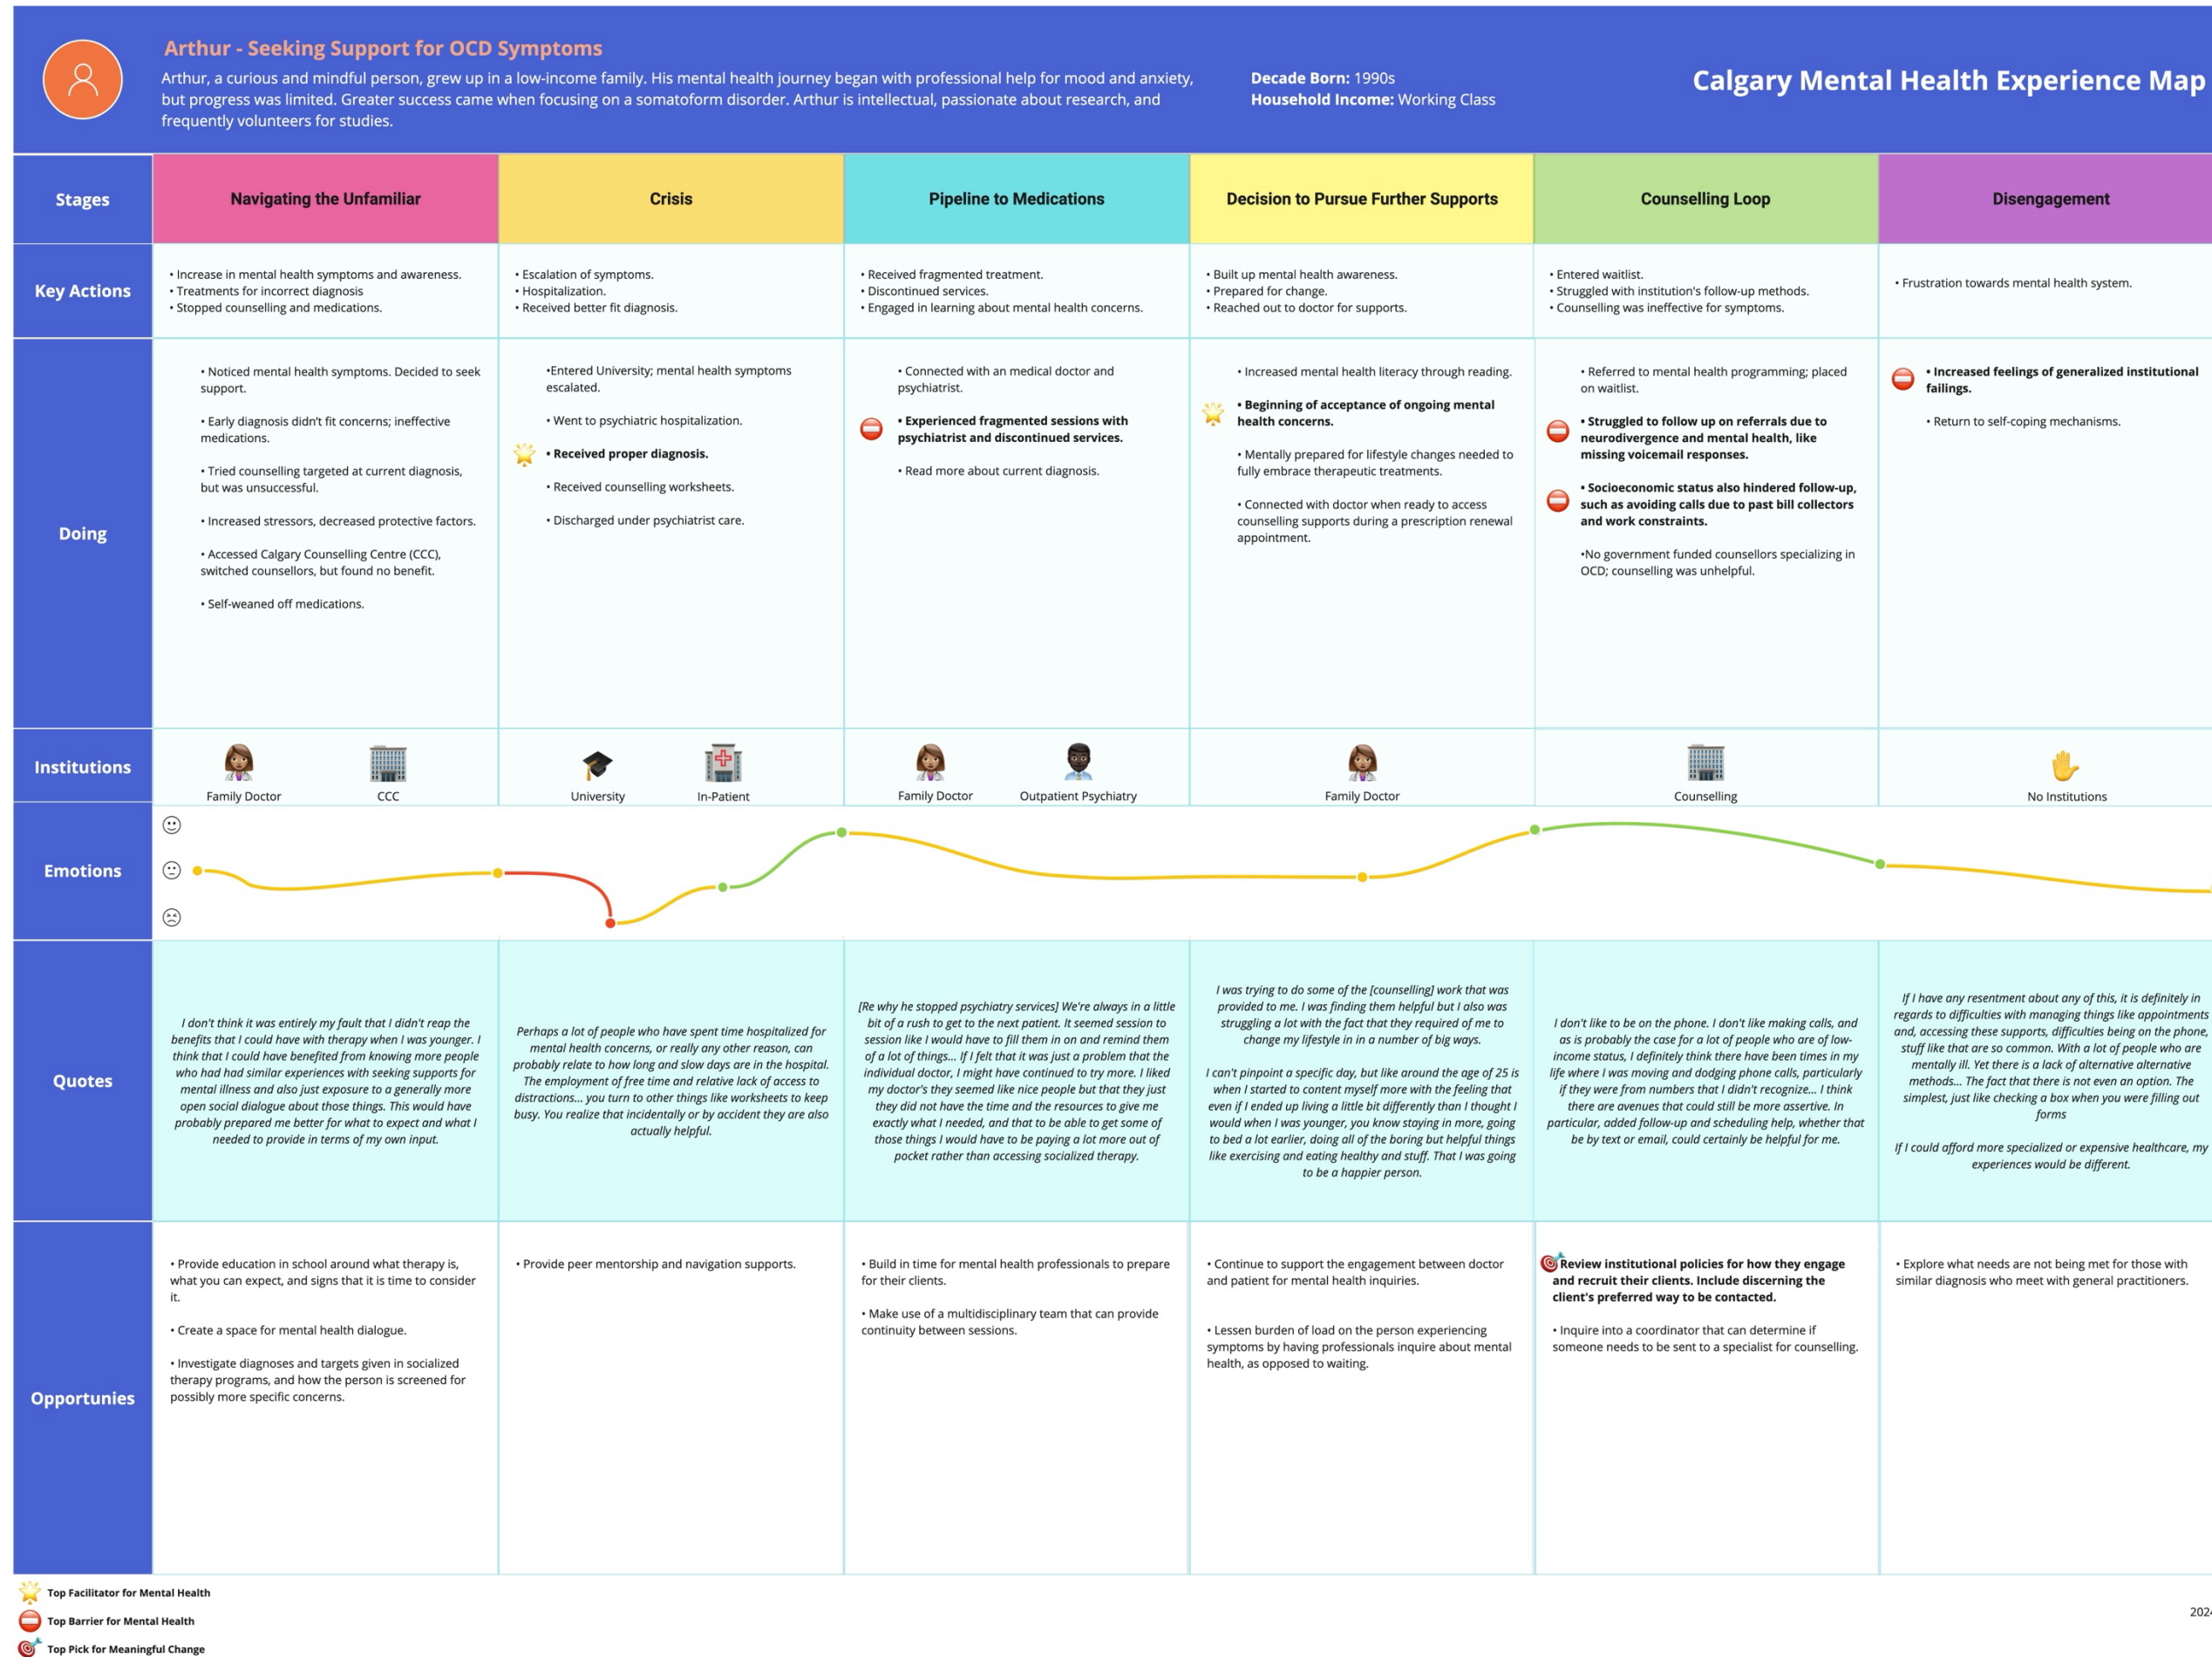 Arthur - Seeking Support for OCD Symptoms
Arthur, a curious and mindful person, grew up in a low-income family. His mental health journey began with professional help for mood and anxiety,
but progress was limited. Greater success came when focusing on a somatoform disorder. Arthur is intellectual, passionate about research, and
frequently volunteers for studies.
Decade Born: 1990s
Household Income: Working Class
Calgary Mental Health Experience Map
Stages
Navigating the Unfamiliar
Crisis
Pipeline to Medications
Decision to Pursue Further Supports
Counselling Loop
Disengagement
Key Actions
• Increase in mental health symptoms and awareness.
• Treatments for incorrect diagnosis
• Stopped counselling and medications.
• Escalation of symptoms.
• Hospitalization.
• Received better fit diagnosis.
• Received fragmented treatment.
• Discontinued services.
• Engaged in learning about mental health concerns.
• Built up mental health awareness.
• Prepared for change.
• Reached out to doctor for supports.
• Entered waitlist.
• Struggled with institution's follow-up methods.
• Counselling was ineffective for symptoms.
• Frustration towards mental health system.
Doing
• Noticed mental health symptoms. Decided to seek
support.
• Early diagnosis didn't fit concerns; ineffective
medications.
• Tried counselling targeted at current diagnosis,
but was unsuccessful.
• Increased stressors, decreased protective factors.
• Accessed Calgary Counselling Centre (CCC),
switched counsellors, but found no benefit.
• Self-weaned off medications.
•Entered University; mental health symptoms
escalated.
• Went to psychiatric hospitalization.
• Received proper diagnosis.
• Received counselling worksheets.
• Discharged under psychiatrist care.
• Connected with an medical doctor and
psychiatrist.
• Experienced fragmented sessions with
psychiatrist and discontinued services.
• Read more about current diagnosis.
• Increased mental health literacy through reading.
• Beginning of acceptance of ongoing mental
health concerns.
• Mentally prepared for lifestyle changes needed to
fully embrace therapeutic treatments.
• Connected with doctor when ready to access
counselling supports during a prescription renewal
appointment.
• Referred to mental health programming; placed
on waitlist.
• Struggled to follow up on referrals due to
neurodivergence and mental health, like
missing voicemail responses.
• Socioeconomic status also hindered follow-up,
such as avoiding calls due to past bill collectors
and work constraints.
•No government funded counsellors specializing in
OCD; counselling was unhelpful.
• Increased feelings of generalized institutional
failings.
• Return to self-coping mechanisms.
Institutions
Family Doctor
CCC
University
In-Patient
Family Doctor
Outpatient Psychiatry
Family Doctor
Counselling
No Institutions
Emotions
Quotes
I don't think it was entirely my fault that I didn't reap the
benefits that I could have with therapy when I was younger. I
think that I could have benefited from knowing more people
who had had similar experiences with seeking supports for
mental illness and also just exposure to a generally more
open social dialogue about those things. This would have
probably prepared me better for what to expect and what I
needed to provide in terms of my own input.
Perhaps a lot of people who have spent time hospitalized for
mental health concerns, or really any other reason, can
probably relate to how long and slow days are in the hospital.
The employment of free time and relative lack of access to
distractions... you turn to other things like worksheets to keep
busy. You realize that incidentally or by accident they are also
actually helpful.
[Re why he stopped psychiatry services] We're always in a little
bit of a rush to get to the next patient. It seemed session to
session like I would have to fill them in on and remind them
of a lot of things... If I felt that it was just a problem that the
individual doctor, I might have continued to try more. I liked
my doctor's they seemed like nice people but that they just
they did not have the time and the resources to give me
exactly what I needed, and that to be able to get some of
those things I would have to be paying a lot more out of
pocket rather than accessing socialized therapy.
I was trying to do some of the [counselling] work that was
provided to me. I was finding them helpful but I also was
struggling a lot with the fact that they required of me to
change my lifestyle in in a number of big ways.
I can't pinpoint a specific day, but like around the age of 25 is
when I started to content myself more with the feeling that
even if I ended up living a little bit differently than I thought I
would when I was younger, you know staying in more, going
to bed a lot earlier, doing all of the boring but helpful things
like exercising and eating healthy and stuff. That I was going
to be a happier person.
I don't like to be on the phone. I don't like making calls, and
as is probably the case for a lot of people who are of low-
income status, I definitely think there have been times in my
life where I was moving and dodging phone calls, particularly
if they were from numbers that I didn't recognize... I think
there are avenues that could still be more assertive. In
particular, added follow-up and scheduling help, whether that
be by text or email, could certainly be helpful for me.
If I have any resentment about any of this, it is definitely in
regards to difficulties with managing things like appointments
and, accessing these supports, difficulties being on the phone,
stuff like that are so common. With a lot of people who are
mentally ill. Yet there is a lack of alternative alternative
methods... The fact that there is not even an option. The
simplest, just like checking a box when you were filling out
forms
If I could afford more specialized or expensive healthcare, my
experiences would be different.
Opportunies
• Provide education in school around what therapy is,
what you can expect, and signs that it is time to consider
it.
• Create a space for mental health dialogue.
• Investigate diagnoses and targets given in socialized
therapy programs, and how the person is screened for
possibly more specific concerns.
• Provide peer mentorship and navigation supports.
• Build in time for mental health professionals to prepare
for their clients.
• Make use of a multidisciplinary team that can provide
continuity between sessions.
• Continue to support the engagement between doctor
and patient for mental health inquiries.
• Lessen burden of load on the person experiencing
symptoms by having professionals inquire about mental
health, as opposed to waiting.
Review institutional policies for how they engage
and recruit their clients. Include discerning the
client's preferred way to be contacted.
• Inquire into a coordinator that can determine if
someone needs to be sent to a specialist for counselling.
• Explore what needs are not being met for those with
similar diagnosis who meet with general practitioners.
Top Facilitator for Mental Health
Top Barrier for Mental Health
Top Pick for Meaningful Change
2024